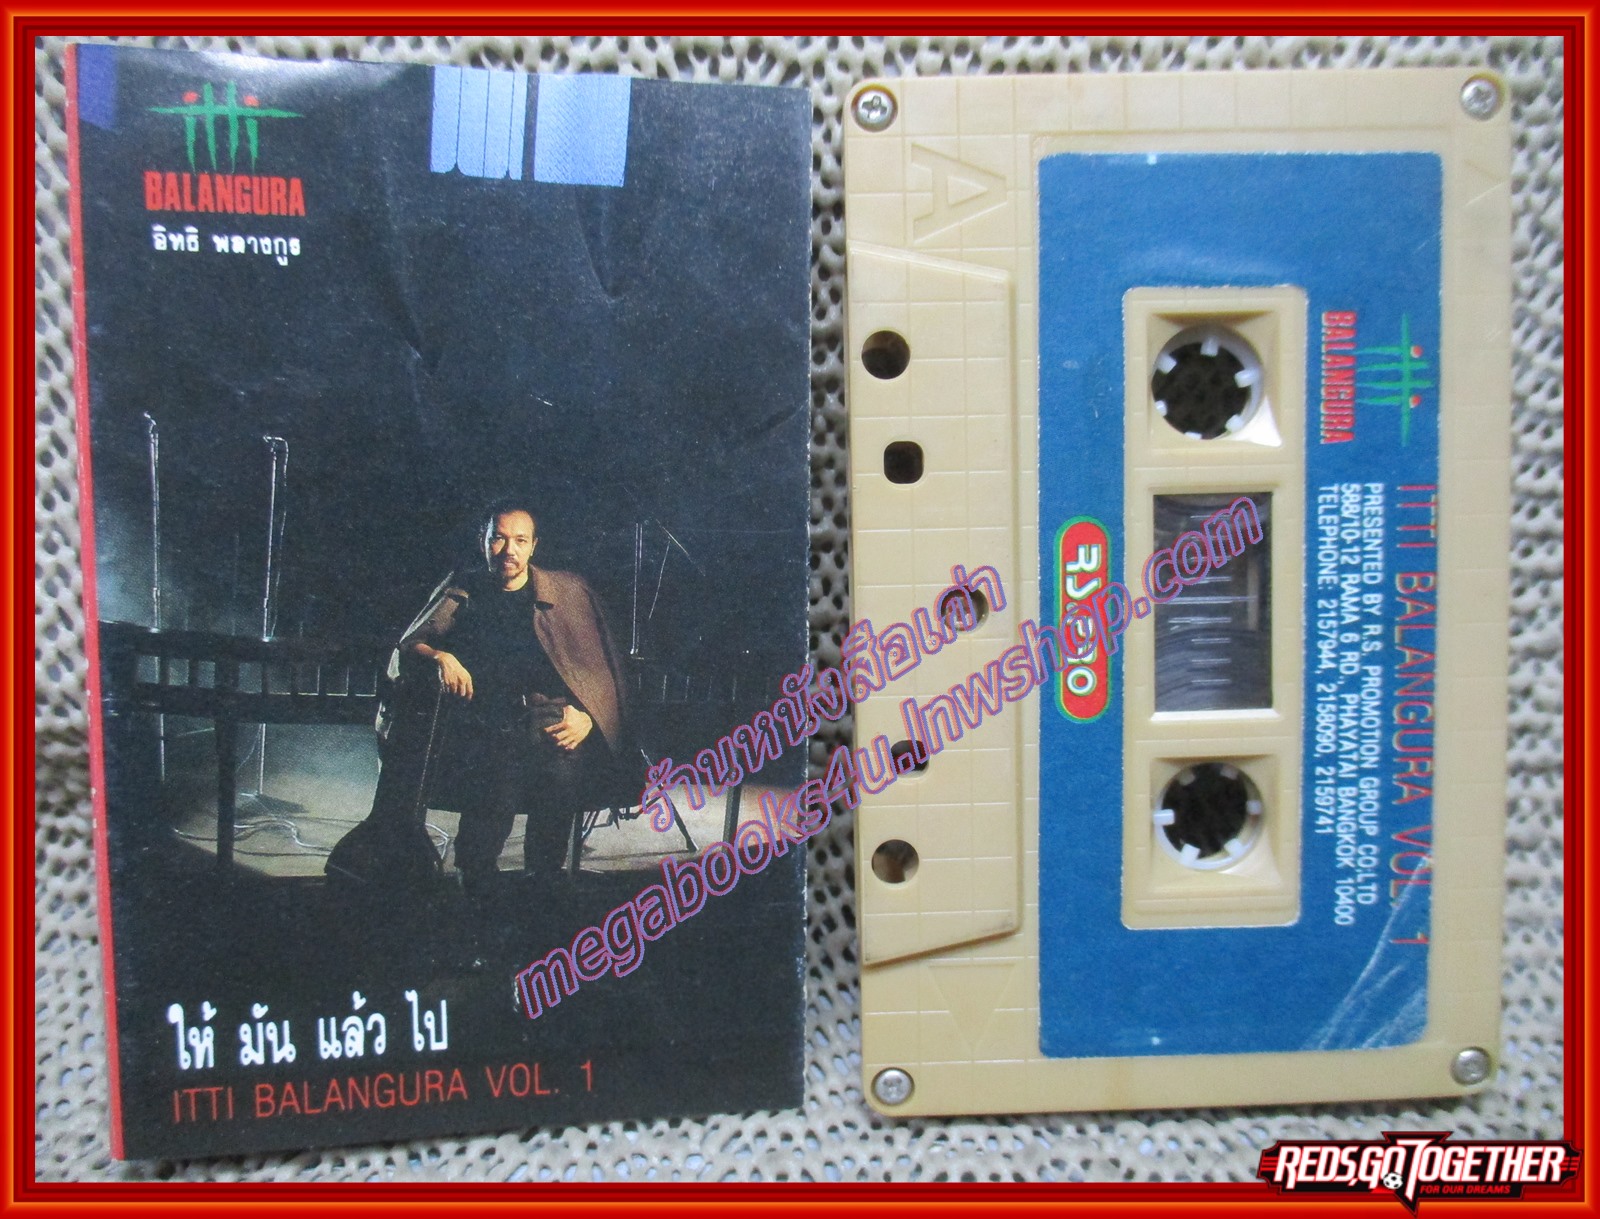 itti
BALANGURA
อิทธิ พลางกูร
ให้ มัน แล้ว ไป
ITTI BALANGURA VOL. 1
A
itti
BALANGURA
ITTI BALANGURA VOL. 1
PRESENTED BY R.S. PROMOTION GROUP CO;LTD.
588/10-12 RAMA 6 RD., PHAYATAI BANGKOK 10400
TELEPHONE: 2157944, 2158090, 2159741
ร้านหนังสือเก่า
megabooks4u.lnwshop.com
REDS,GO TOGETHER
FOR OUR DREAMS